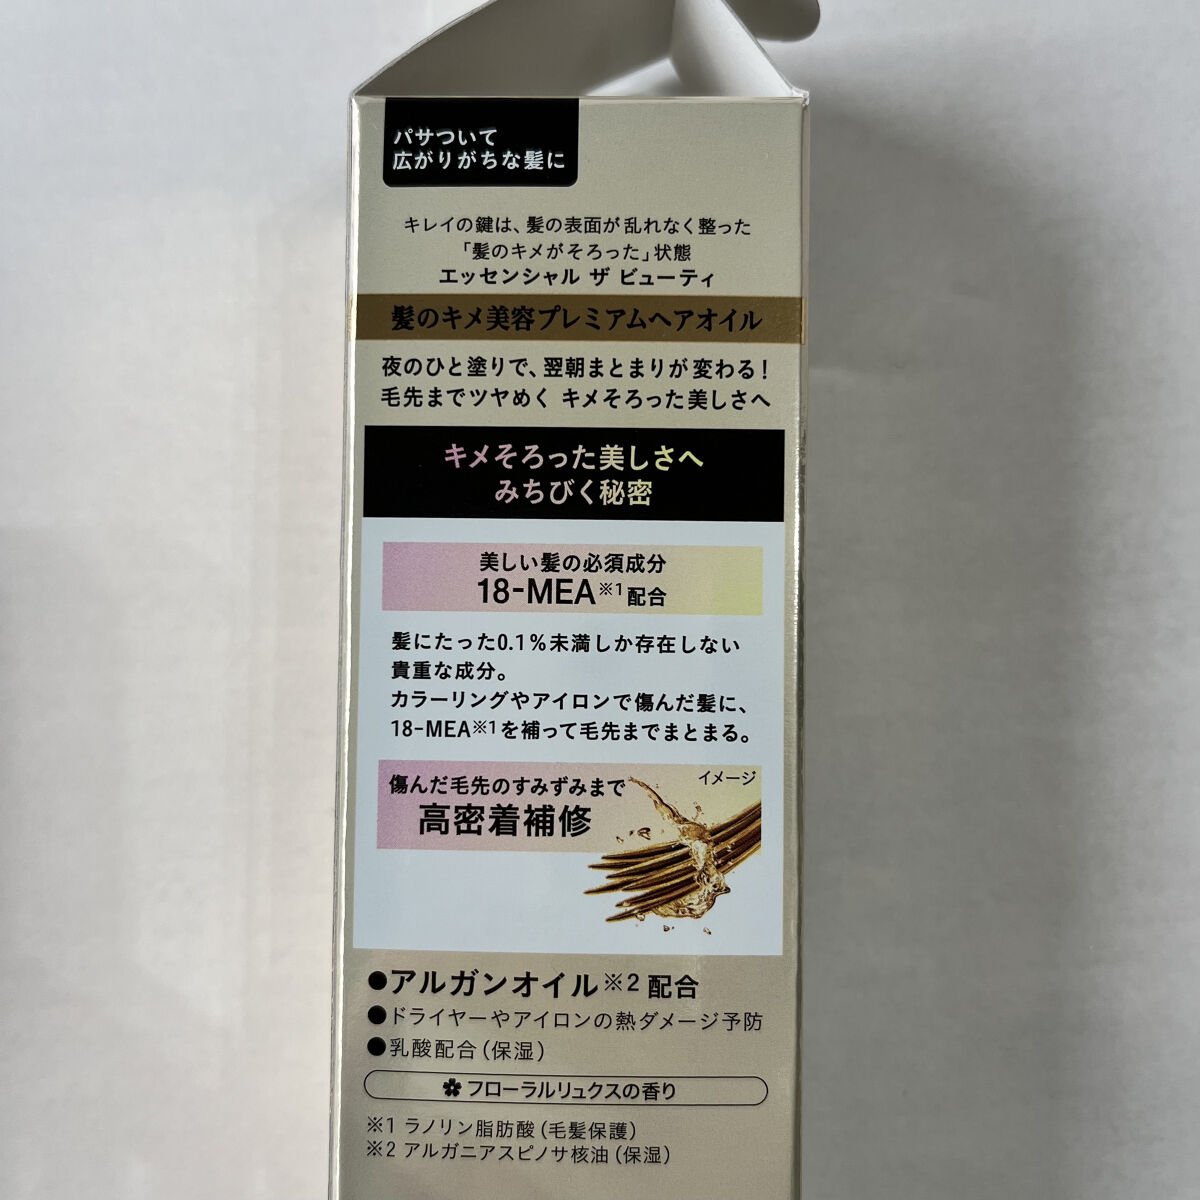 パサついて
広がりがちな髪に
キレイの鍵は、髪の表面が乱れなく整った
「髪のキメがそろった」状態
エッセンシャル ザ ビューティ
髪のキメ美容プレミアムヘアオイル
夜のひと塗りで、翌朝まとまりが変わる！
毛先までツヤめく キメそろった美しさへ
キメそろった美しさへ
みちびく秘密
美しい髪の必須成分
18-MEA※1配合
髪にたった0.1％未満しか存在しない
貴重な成分。
カラーリングやアイロンで傷んだ髪に、
18-MEA※1を補って毛先までまとまる。
傷んだ毛先のすみずみまで
高密着補修
イメージ
●アルガンオイル※2配合
●ドライヤーやアイロンの熱ダメージ予防
●乳酸配合（保湿）
フローラルリュクスの香り
※1 ラノリン脂肪酸（毛髪保護）
※2 アルガニアスピノサ核油（保湿）